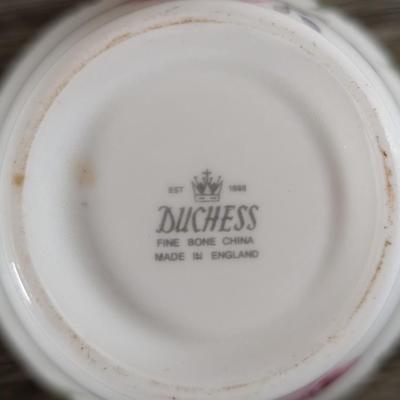 EST 1888
DUCHESS
FINE BONE CHINA
MADE IN ENGLAND